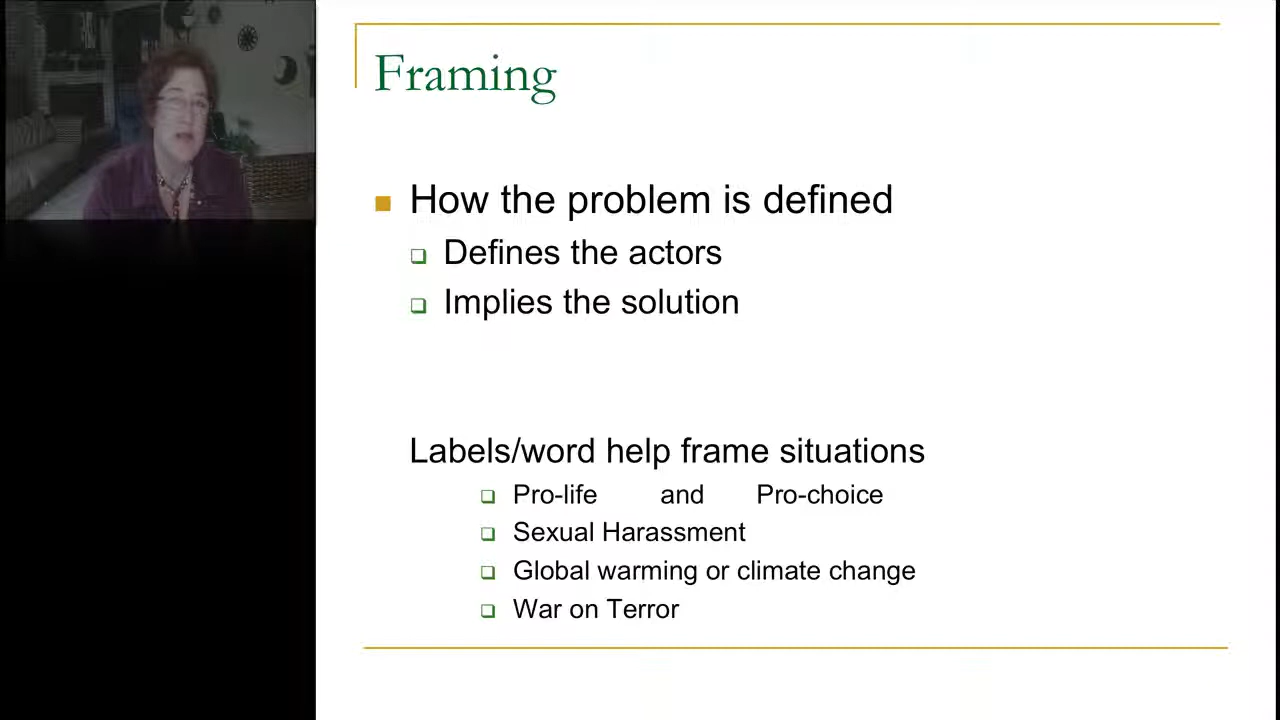 Framing
How the problem is defined
Defines the actors
Implies the solution
Labels/word help frame situations
Pro-life and Pro-choice
Sexual Harassment
Global warming or climate change
War on Terror